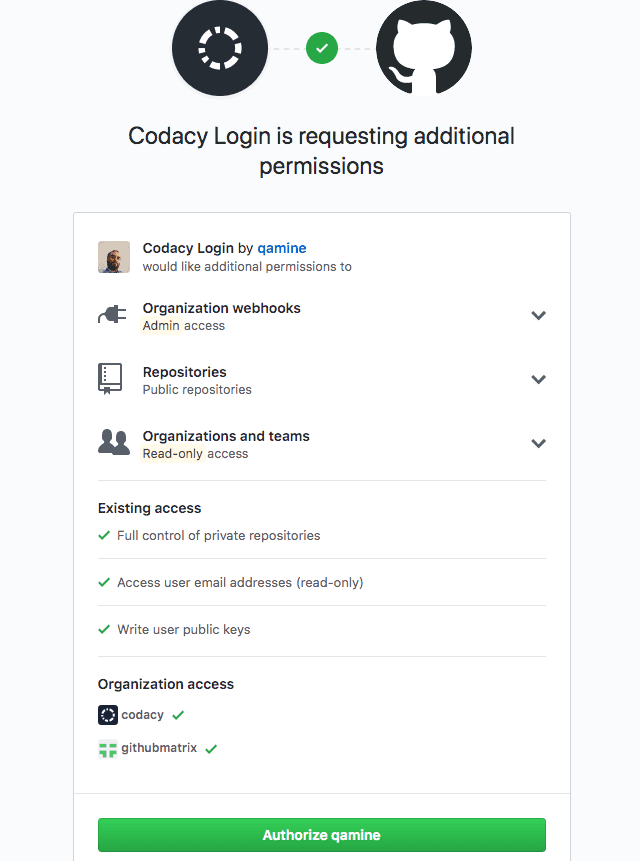 Codacy Login is requesting additional
permissions
Codacy Login by qamine
would like additional permissions to
Organization webhooks
Admin access
Repositories
Public repositories
Organizations and teams
Read-only access
Existing access
Full control of private repositories
Access user email addresses (read-only)
Write user public keys
Organization access
codacy
githubmatrix
Authorize qamine